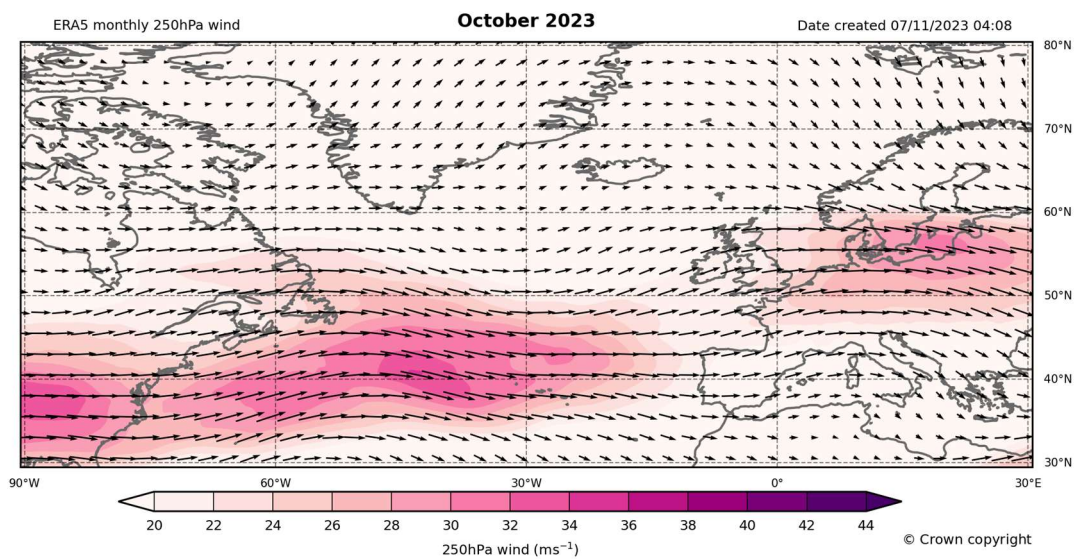 ERA5 monthly 250hPa wind
October 2023
Date created 07/11/2023 04:08
80°N
70°N
60°N
50°N
40°N
30°N
90°W 60°W 30°W 0° 30°E
20 22 24 26 28 30 32 34 36 38 40 42 44
250hPa wind (ms⁻¹)
© Crown copyright